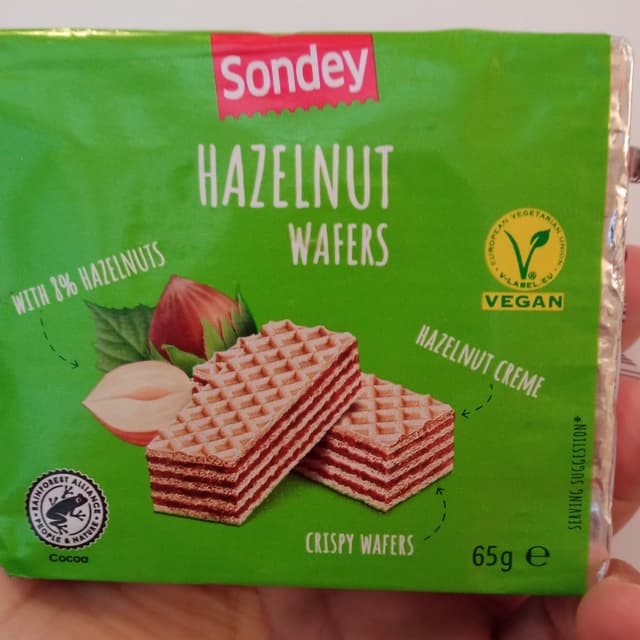 Sondey
HAZELNUT
WAFERS
WITH 8% HAZELNUTS
EUROPEAN VEGETARIAN UNION
V-LABEL.EU
VEGAN
HAZELNUT CREME
SERVING SUGGESTION*
RAINFOREST ALLIANCE
PEOPLE & NATURE
Cocoa
CRISPY WAFERS
65g ℮